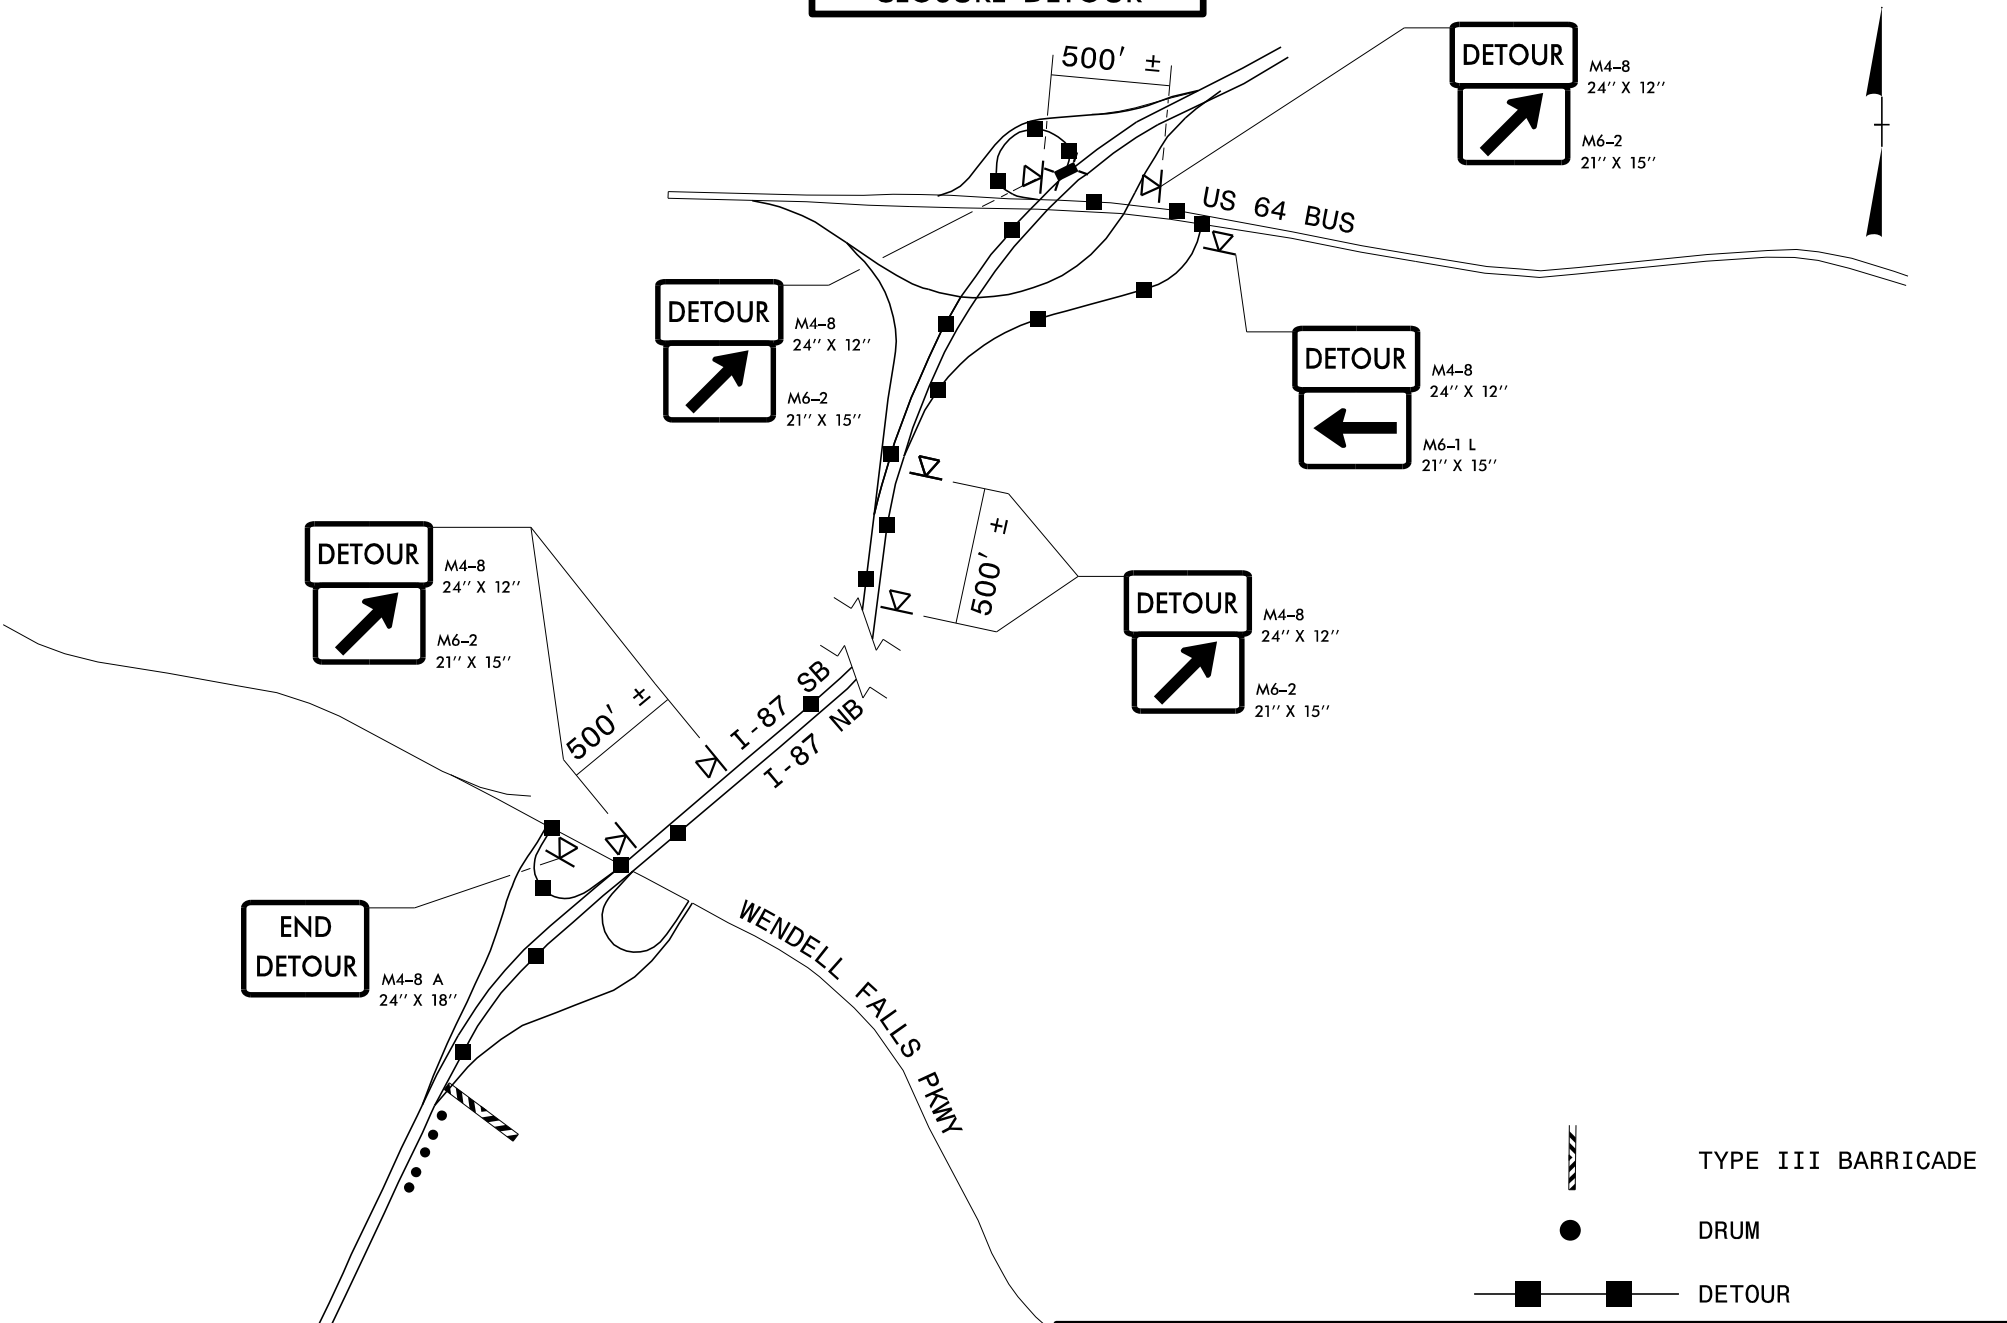 CLOSURE DETOUR
500' ±
DETOUR
M4-8
24'' X 12''
M6-2
21'' X 15''
US 64 BUS
DETOUR
M4-8
24'' X 12''
M6-2
21'' X 15''
DETOUR
M4-8
24'' X 12''
M6-1 L
21'' X 15''
500' ±
DETOUR
M4-8
24'' X 12''
M6-2
21'' X 15''
DETOUR
M4-8
24'' X 12''
M6-2
21'' X 15''
500' ±
I-87 SB
I-87 NB
END
DETOUR
M4-8 A
24'' X 18''
WENDELL FALLS PKWY
TYPE III BARRICADE
DRUM
DETOUR